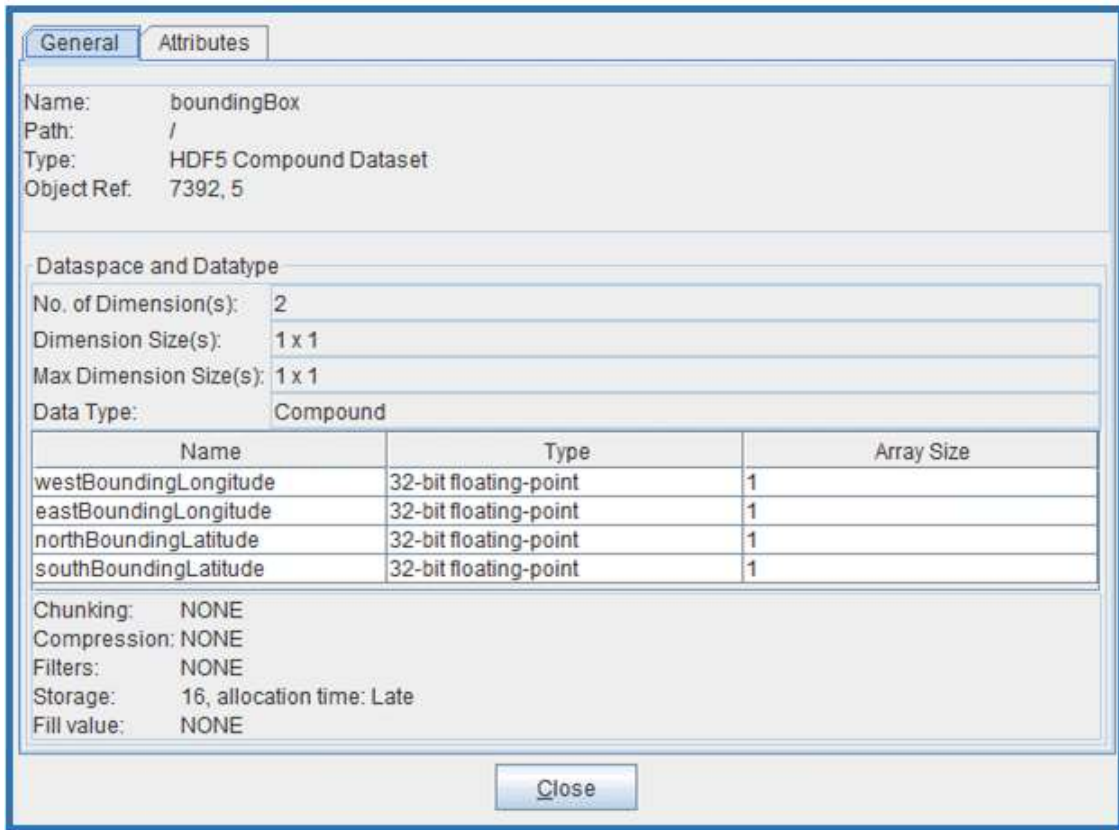 General Attributes
Name: boundingBox
Path: /
Type: HDF5 Compound Dataset
Object Ref: 7392, 5
Dataspace and Datatype
No. of Dimension(s): 2
Dimension Size(s): 1 x 1
Max Dimension Size(s): 1 x 1
Data Type: Compound
Name Type Array Size
westBoundingLongitude 32-bit floating-point 1
eastBoundingLongitude 32-bit floating-point 1
northBoundingLatitude 32-bit floating-point 1
southBoundingLatitude 32-bit floating-point 1
Chunking: NONE
Compression: NONE
Filters: NONE
Storage: 16, allocation time: Late
Fill value: NONE
Close